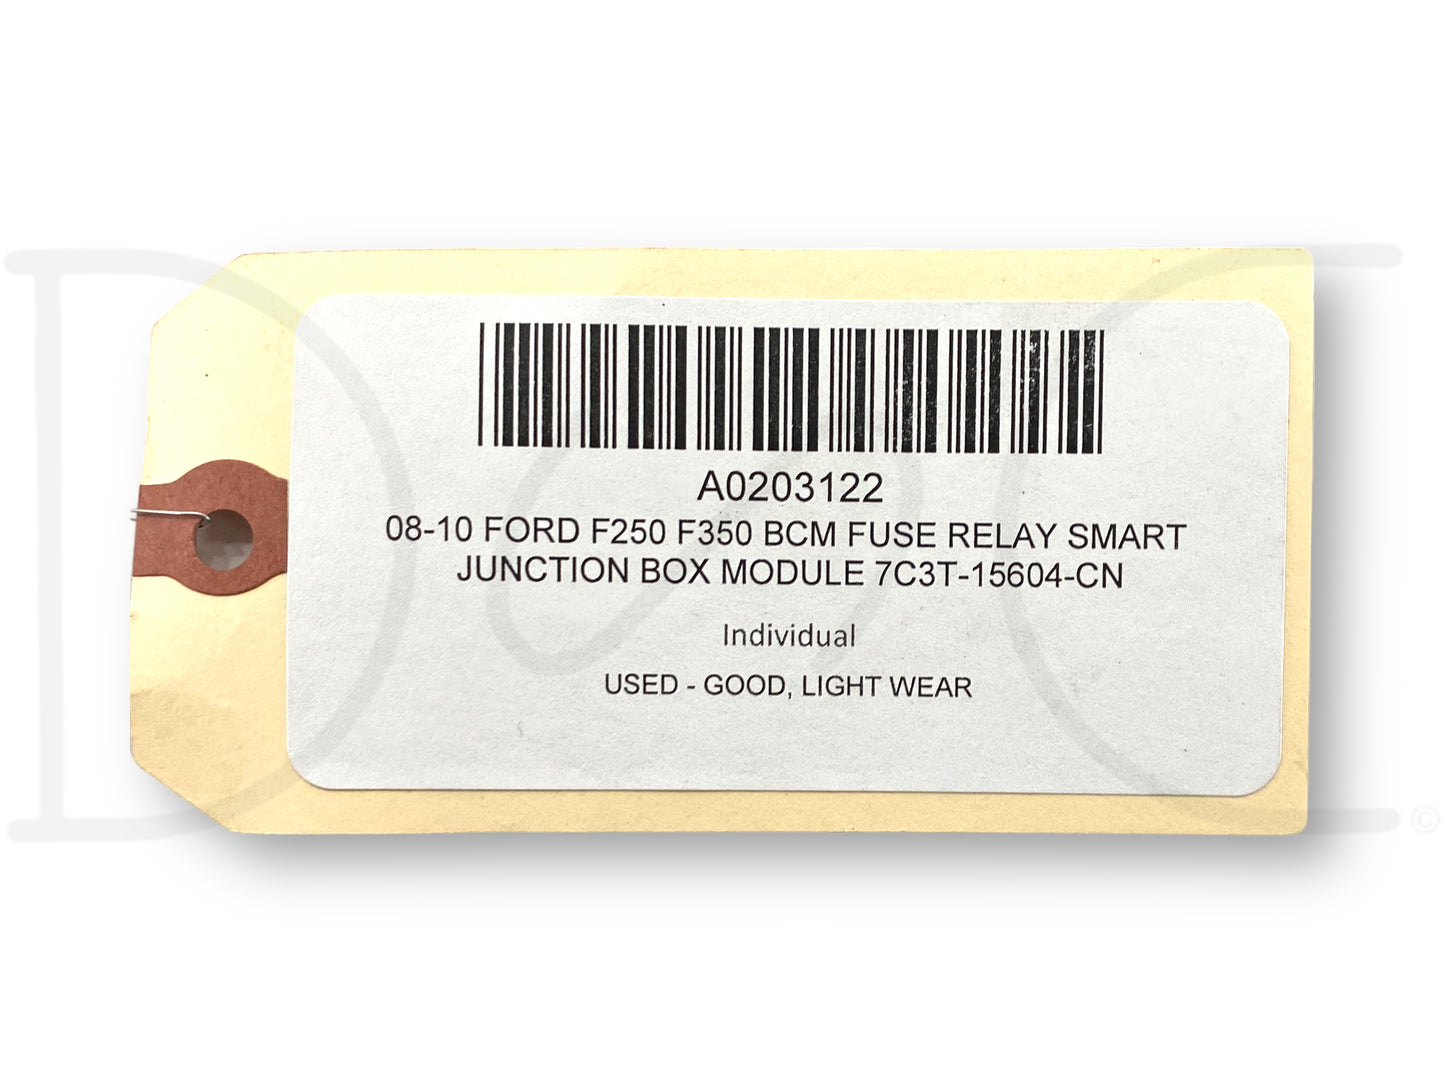 A0203122
08-10 FORD F250 F350 BCM FUSE RELAY SMART
JUNCTION BOX MODULE 7C3T-15604-CN
Individual
USED - GOOD, LIGHT WEAR
©